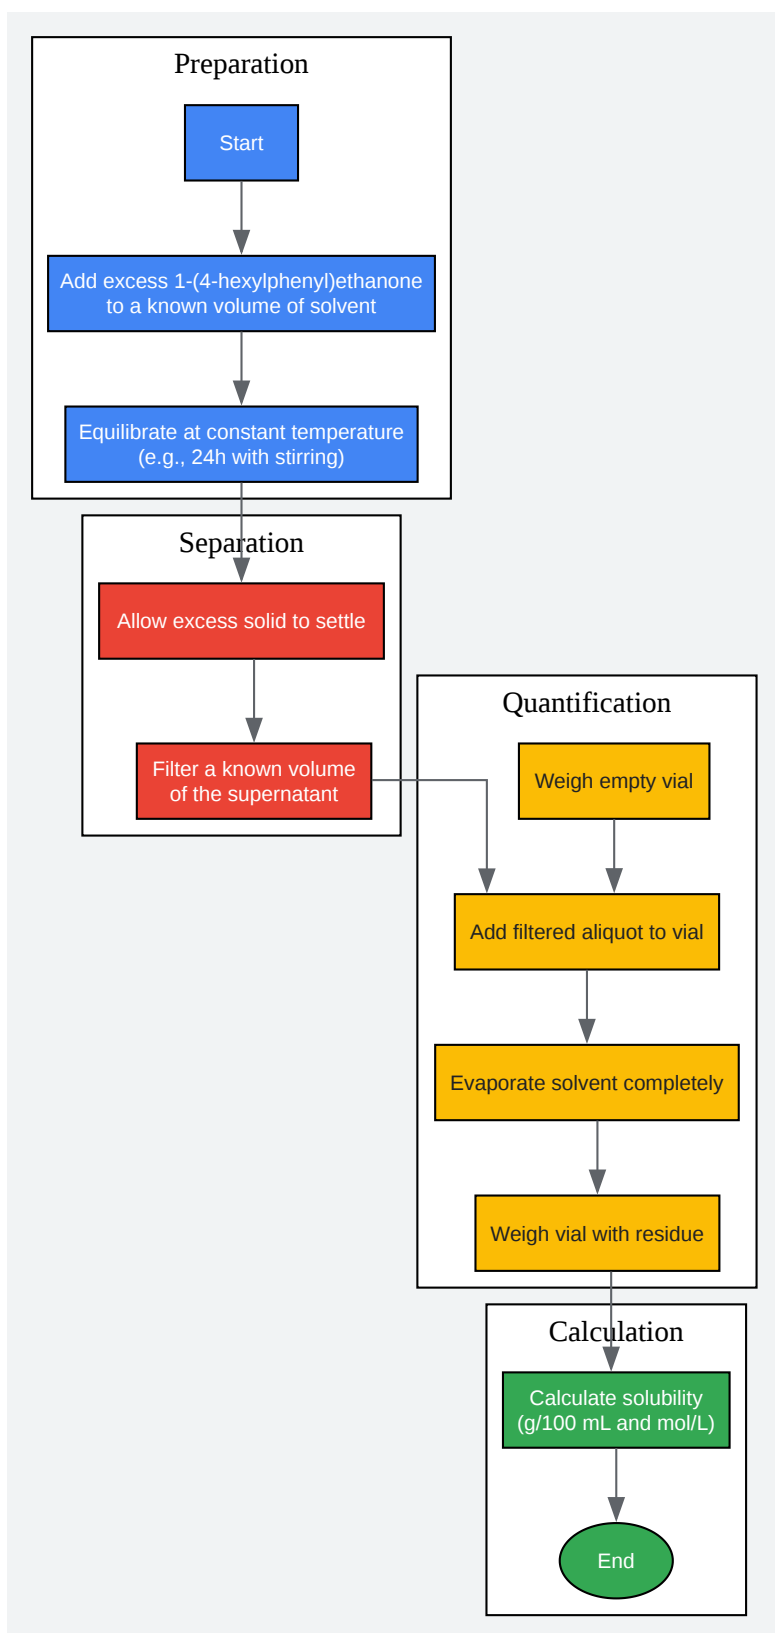 Preparation
Start
Add excess 1-(4-hexylphenyl)ethanone
to a known volume of solvent
Equilibrate at constant temperature
(e.g., 24h with stirring)
Separation
Allow excess solid to settle
Filter a known volume
of the supernatant
Quantification
Weigh empty vial
Add filtered aliquot to vial
Evaporate solvent completely
Weigh vial with residue
Calculation
Calculate solubility
(g/100 mL and mol/L)
End